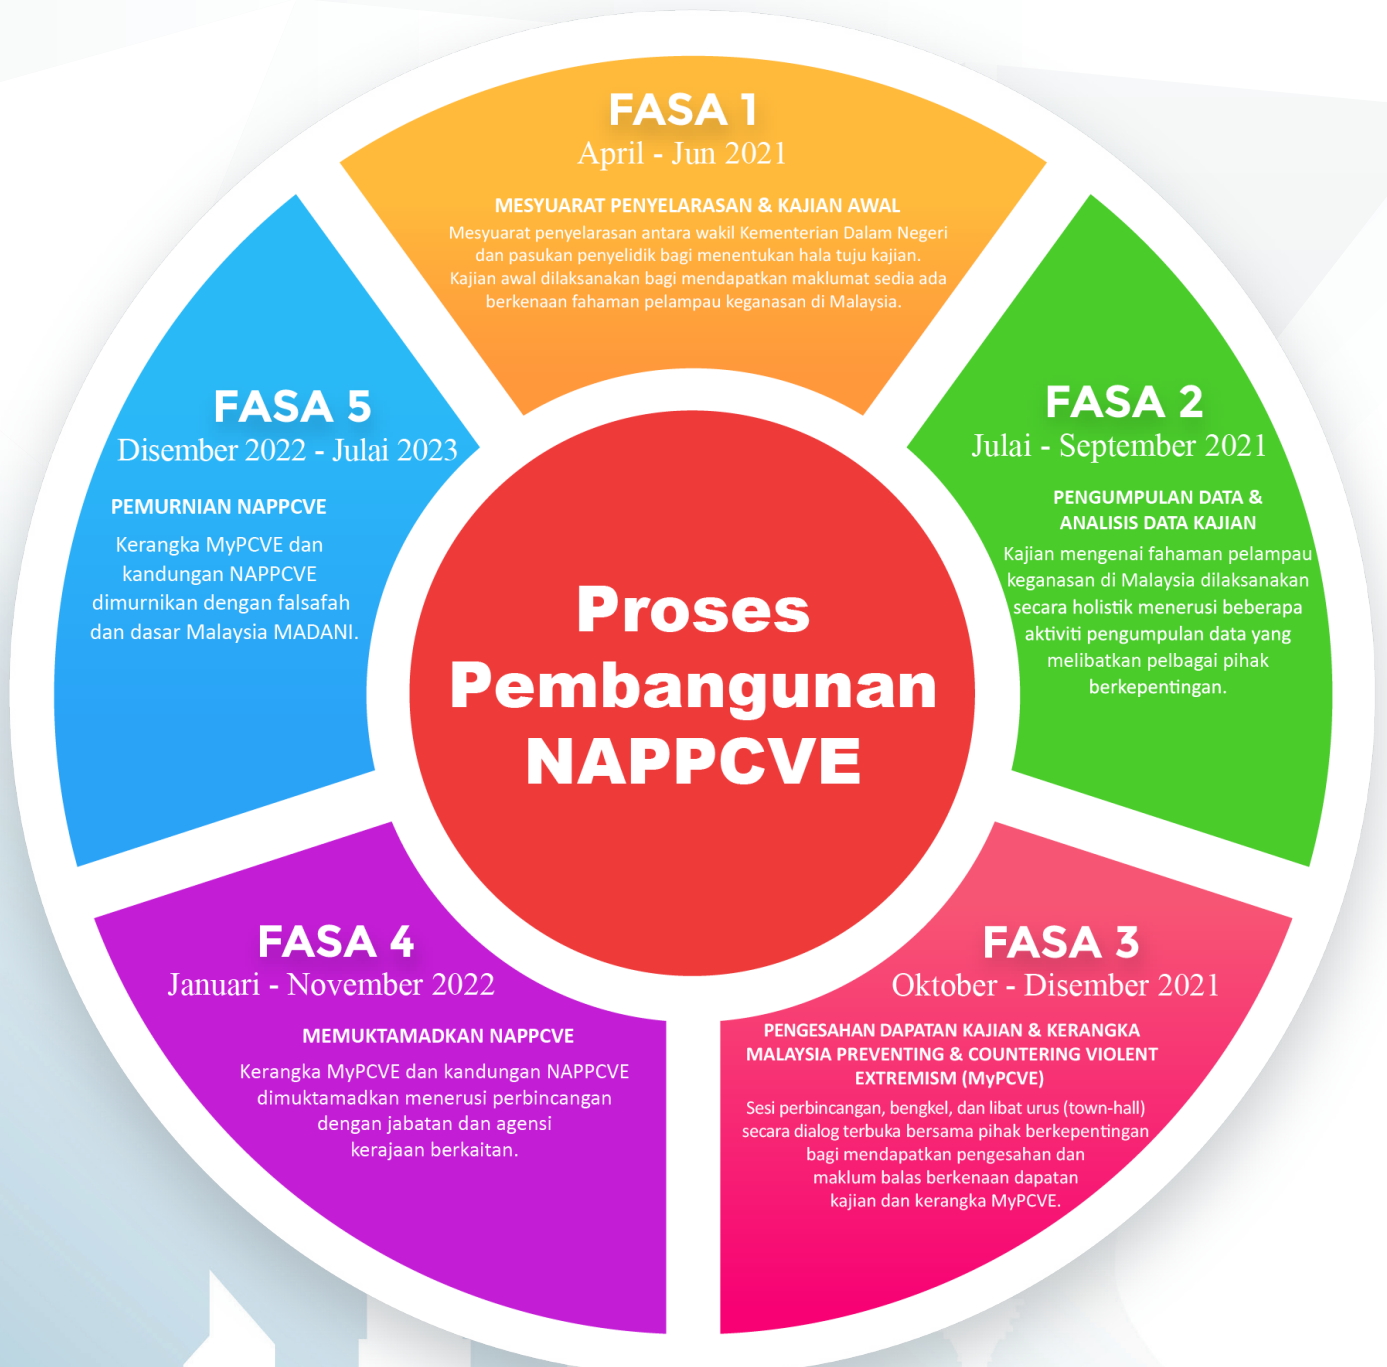 FASA 1
April - Jun 2021
MESYUARAT PENYELARASAN & KAJIAN AWAL
Mesyuarat penyelarasan antara wakil Kementerian Dalam Negeri
dan pasukan penyelidik bagi menentukan hala tuju kajian.
Kajian awal dilaksanakan bagi mendapatkan maklumat sedia ada
berkenaan fahaman pelampau keganasan di Malaysia.
FASA 2
Julai - September 2021
PENGUMPULAN DATA &
ANALISIS DATA KAJIAN
Kajian mengenai fahaman pelampau
keganasan di Malaysia dilaksanakan
secara holistik menerusi beberapa
aktiviti pengumpulan data yang
melibatkan pelbagai pihak
berkepentingan.
FASA 3
Oktober - Disember 2021
PENGESAHAN DAPATAN KAJIAN & KERANGKA
MALAYSIA PREVENTING & COUNTERING VIOLENT
EXTREMISM (MyPCVE)
Sesi perbincangan, bengkel, dan libat urus (town-hall)
secara dialog terbuka bersama pihak berkepentingan
bagi mendapatkan pengesahan dan
maklum balas berkenaan dapatan
kajian dan kerangka MyPCVE.
FASA 4
Januari - November 2022
MEMUKTAMADKAN NAPPCVE
Kerangka MyPCVE dan kandungan NAPPCVE
dimuktamadkan menerusi perbincangan
dengan jabatan dan agensi
kerajaan berkaitan.
FASA 5
Disember 2022 - Julai 2023
PEMURNIAN NAPPCVE
Kerangka MyPCVE dan
kandungan NAPPCVE
dimurnikan dengan falsafah
dan dasar Malaysia MADANI.
Proses
Pembangunan
NAPPCVE